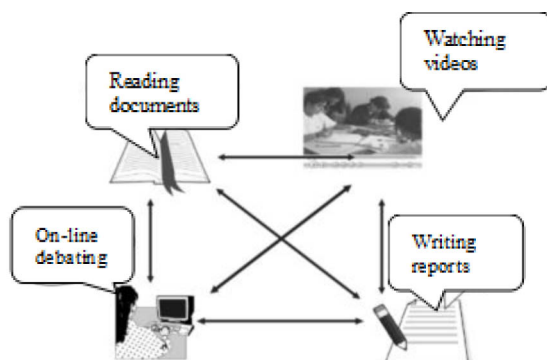 Watching
videos
Reading
documents
On-line
debating
Writing
reports